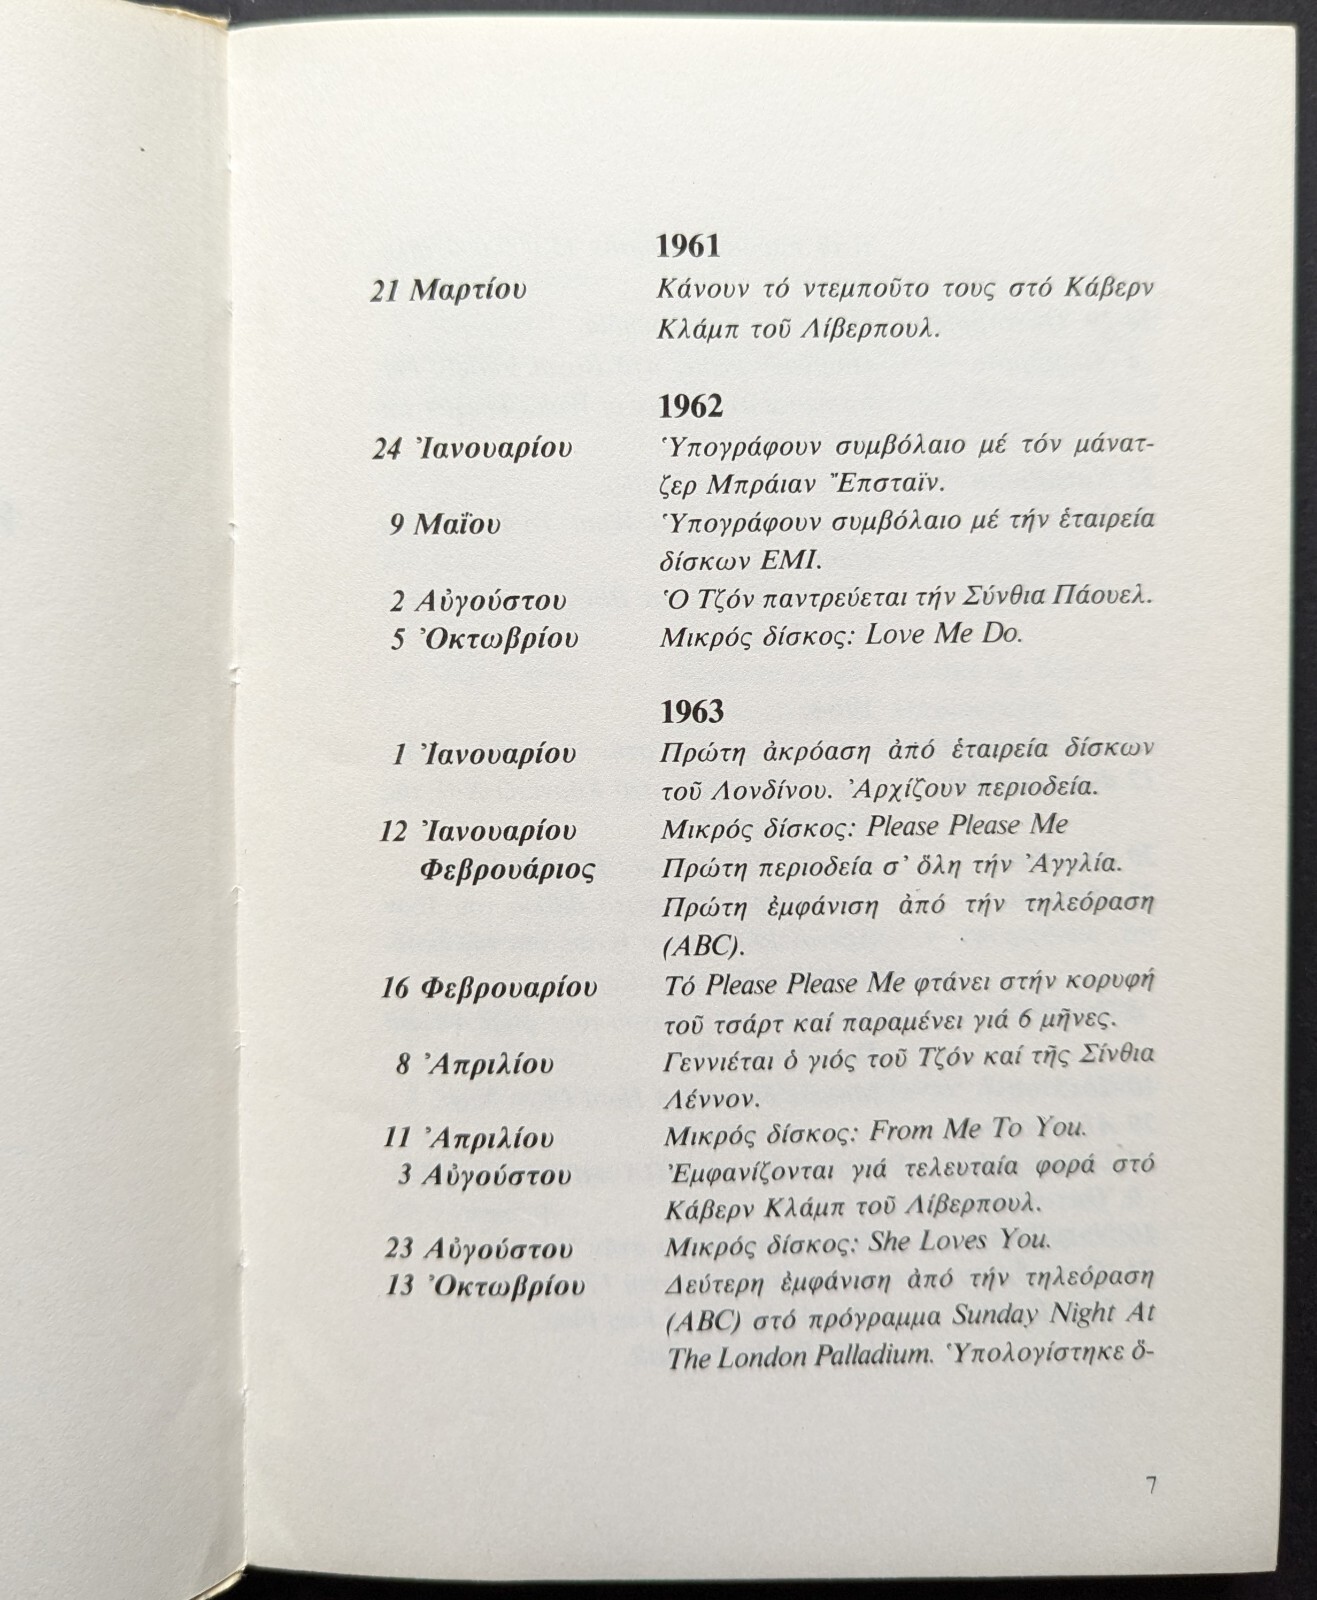 1961
21 Μαρτίου Κάνουν τό ντεμποῦτο τους στό Κάβερν
Κλάμπ τοῦ Λίβερπουλ.
1962
24 Ἰανουαρίου Ὑπογράφουν συμβόλαιο μέ τόν μάνατ-
ζερ Μπράιαν Ἔπσταϊν.
9 Μαΐου Ὑπογράφουν συμβόλαιο μέ τήν ἑταιρεία
δίσκων ΕΜΙ.
2 Αὐγούστου Ὁ Τζόν παντρεύεται τήν Σύνθια Πάουελ.
5 Ὀκτωβρίου Μικρός δίσκος: Love Me Do.
1963
1 Ἰανουαρίου Πρώτη ἀκρόαση ἀπό ἑταιρεία δίσκων
τοῦ Λονδίνου. Ἀρχίζουν περιοδεία.
12 Ἰανουαρίου Μικρός δίσκος: Please Please Me
Φεβρουάριος Πρώτη περιοδεία σ' ὅλη τήν Ἀγγλία.
Πρώτη ἐμφάνιση ἀπό τήν τηλεόραση
(ABC).
16 Φεβρουαρίου Τό Please Please Me φτάνει στήν κορυφή
τοῦ τσάρτ καί παραμένει γιά 6 μῆνες.
8 Ἀπριλίου Γεννιέται ὁ γιός τοῦ Τζόν καί τῆς Σίνθια
Λέννον.
11 Ἀπριλίου Μικρός δίσκος: From Me To You.
3 Αὐγούστου Ἐμφανίζονται γιά τελευταία φορά στό
Κάβερν Κλάμπ τοῦ Λίβερπουλ.
23 Αὐγούστου Μικρός δίσκος: She Loves You.
13 Ὀκτωβρίου Δεύτερη ἐμφάνιση ἀπό τήν τηλεόραση
(ABC) στό πρόγραμμα Sunday Night At
The London Palladium. Ὑπολογίστηκε ὅ-
7